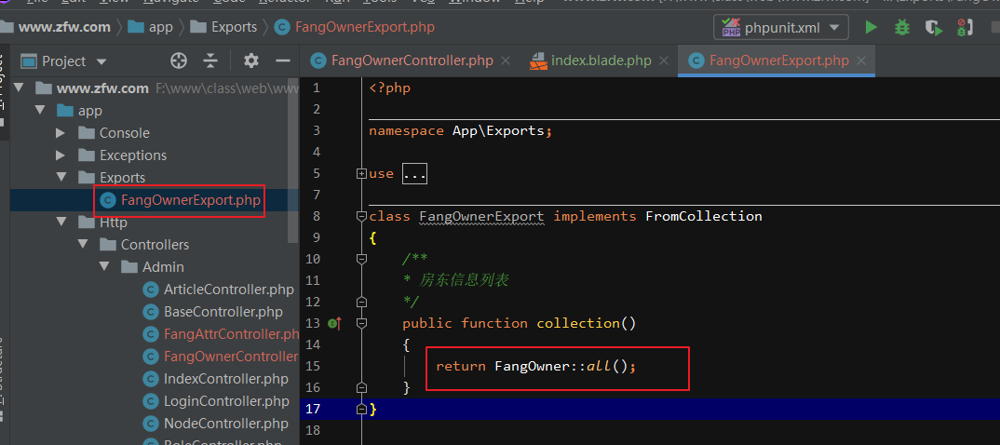 www.zfw.com app Exports FangOwnerExport.php phpunit.xml
Project FangOwnerController.php index.blade.php FangOwnerExport.php
www.zfw.com F:\www\class\web\www
app
Console
Exceptions
Exports
FangOwnerExport.php
Http
Controllers
Admin
ArticleController.php
BaseController.php
FangAttrController.ph
FangOwnerController
IndexController.php
LoginController.php
NodeController.php
1 <?php
2
3 namespace App\Exports;
4
5 use ...
7
8 class FangOwnerExport implements FromCollection
9 {
10 /**
11 * 房东信息列表
12 */
13 public function collection()
14 {
15 return FangOwner::all();
16 }
17 }
18